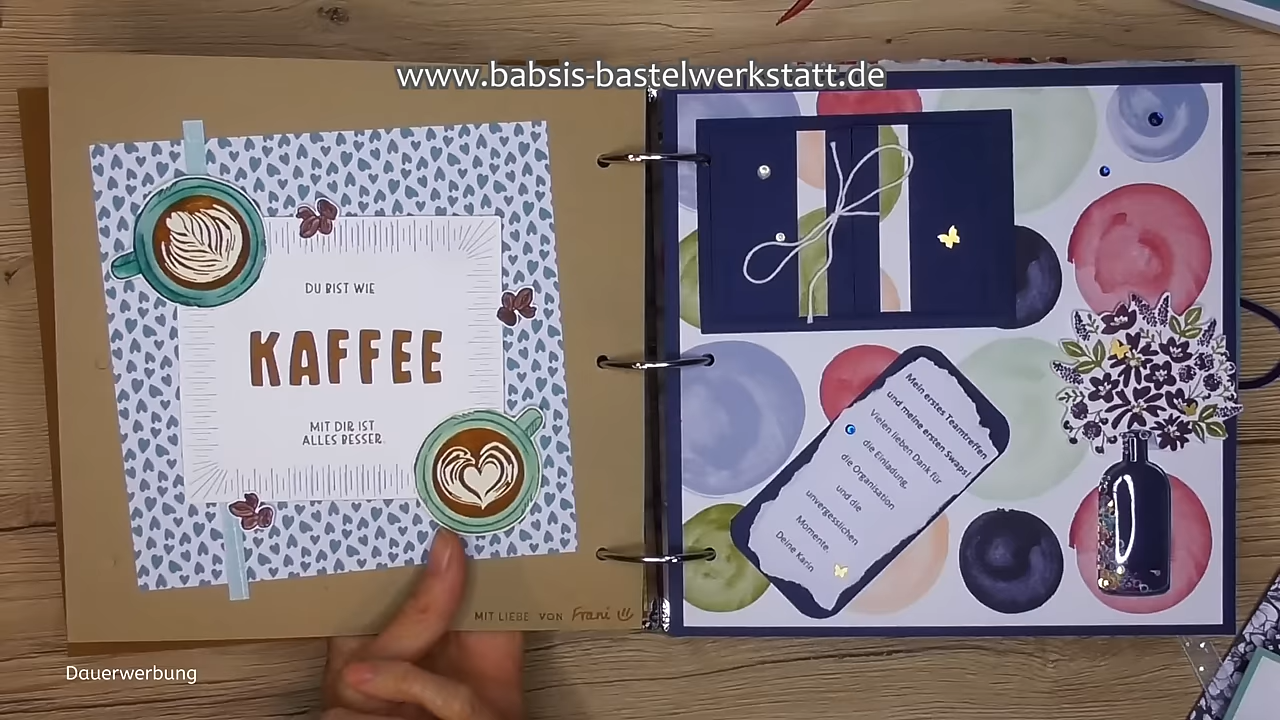 www.babsis-bastelwerkstatt.de
DU BIST WIE
KAFFEE
MIT DIR IST
ALLES BESSER.
MIT LIEBE VON Frani
Mein erstes Teamtreffen
und meine ersten Swaps!
Vielen lieben Dank für
die Einladung,
die Organisation
und die
unvergesslichen
Momente.
Deine Karin
Dauerwerbung